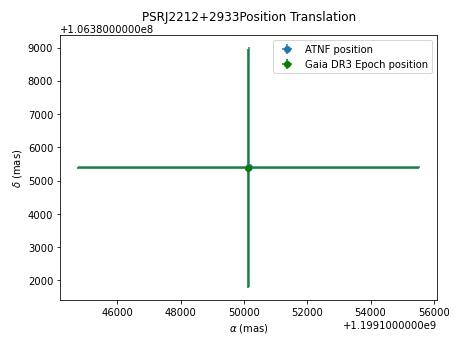 PSRJ2212+2933Position Translation
+1.0638000000e8
ATNF position
Gaia DR3 Epoch position
9000
8000
7000
6000
5000
4000
3000
2000
δ (mas)
46000 48000 50000 52000 54000 56000
α (mas)
+1.1991000000e9